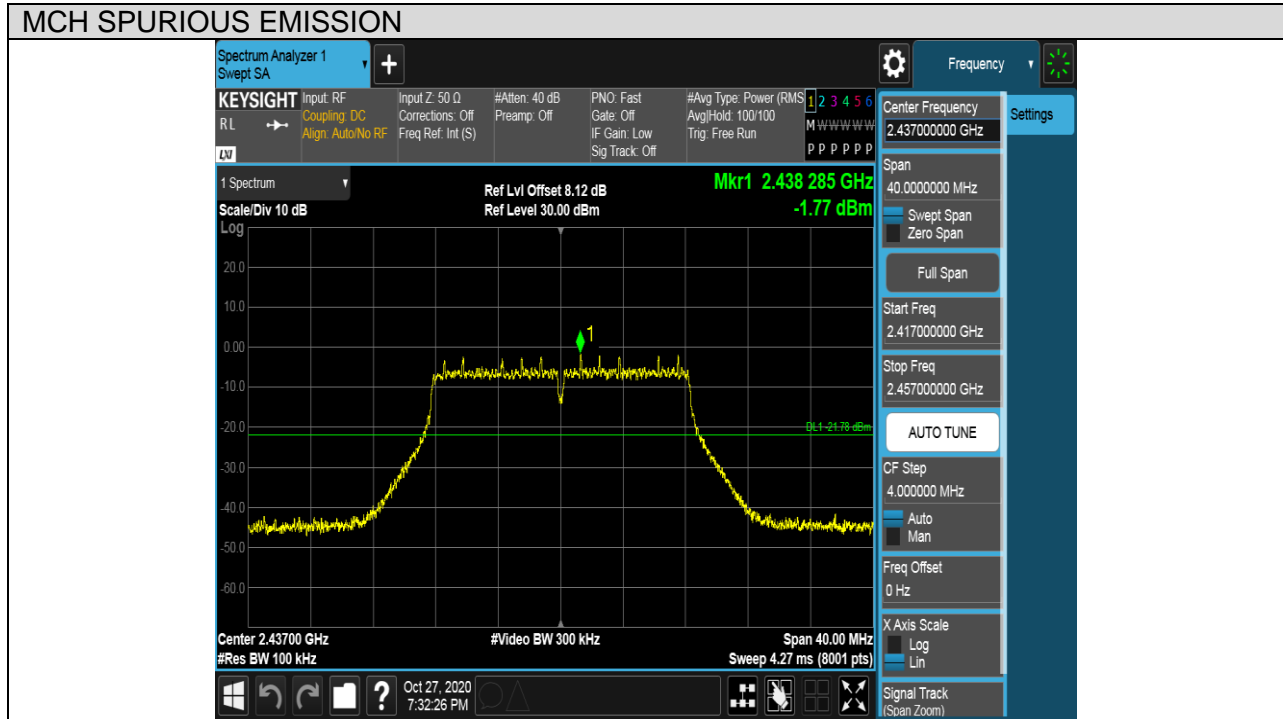 MCH SPURIOUS EMISSION
Spectrum Analyzer 1
Swept SA
+
Frequency
KEYSIGHT
RL
LXI
Input: RF
Coupling: DC
Align: Auto/No RF
Input Z: 50 Ω
Corrections: Off
Freq Ref: Int (S)
#Atten: 40 dB
Preamp: Off
PNO: Fast
Gate: Off
IF Gain: Low
Sig Track: Off
#Avg Type: Power (RMS
Avg|Hold: 100/100
Trig: Free Run
1 2 3 4 5 6
M W W W W W
P P P P P P
1 Spectrum
Scale/Div 10 dB
Ref Lvl Offset 8.12 dB
Ref Level 30.00 dBm
Mkr1 2.438 285 GHz
-1.77 dBm
Log
20.0
10.0
0.00
-10.0
-20.0
-30.0
-40.0
-50.0
-60.0
1
DL1 -21.78 dBm
Center 2.43700 GHz
#Res BW 100 kHz
#Video BW 300 kHz
Span 40.00 MHz
Sweep 4.27 ms (8001 pts)
?
Oct 27, 2020
7:32:26 PM
Center Frequency
2.437000000 GHz
Span
40.0000000 MHz
Swept Span
Zero Span
Full Span
Start Freq
2.417000000 GHz
Stop Freq
2.457000000 GHz
AUTO TUNE
CF Step
4.000000 MHz
Auto
Man
Freq Offset
0 Hz
X Axis Scale
Log
Lin
Signal Track
(Span Zoom)
Settings